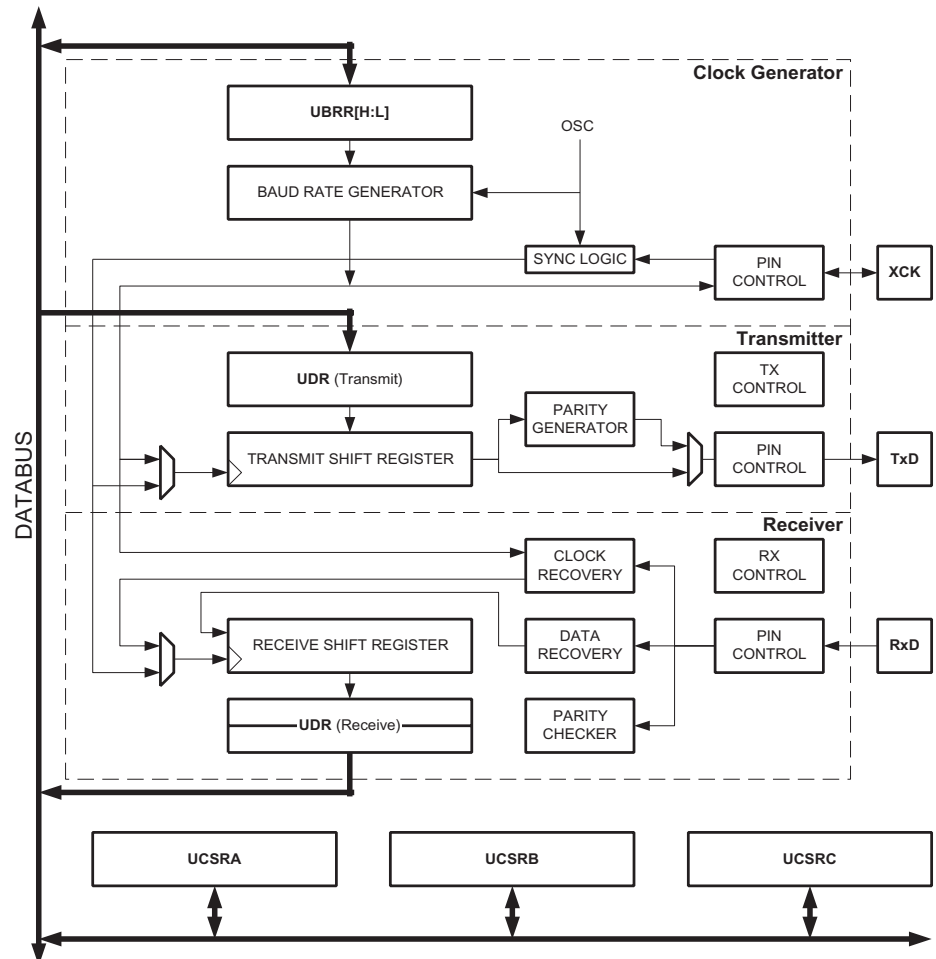 Clock Generator
UBRR[H:L]
OSC
BAUD RATE GENERATOR
SYNC LOGIC
PIN
CONTROL
XCK
Transmitter
UDR (Transmit)
TX
CONTROL
PARITY
GENERATOR
TRANSMIT SHIFT REGISTER
PIN
CONTROL
TxD
DATABUS
Receiver
CLOCK
RECOVERY
RX
CONTROL
RECEIVE SHIFT REGISTER
DATA
RECOVERY
PIN
CONTROL
RxD
UDR (Receive)
PARITY
CHECKER
UCSRA
UCSRB
UCSRC